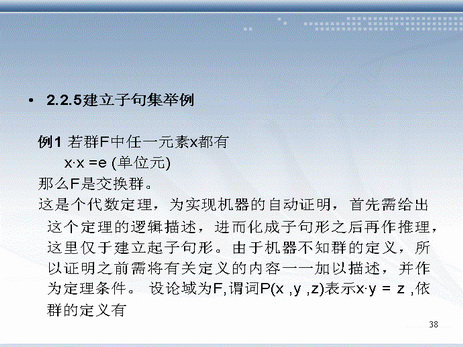 • 2.2.5建立子句集举例
例1 若群F中任一元素x都有
x·x =e (单位元)
那么F是交换群。
这是个代数定理，为实现机器的自动证明，首先需给出
这个定理的逻辑描述，进而化成子句形之后再作推理，
这里仅于建立起子句形。由于机器不知群的定义，所
以证明之前需将有关定义的内容一一加以描述，并作
为定理条件。 设论域为F,谓词P(x ,y ,z)表示x·y = z ,依
群的定义有
38